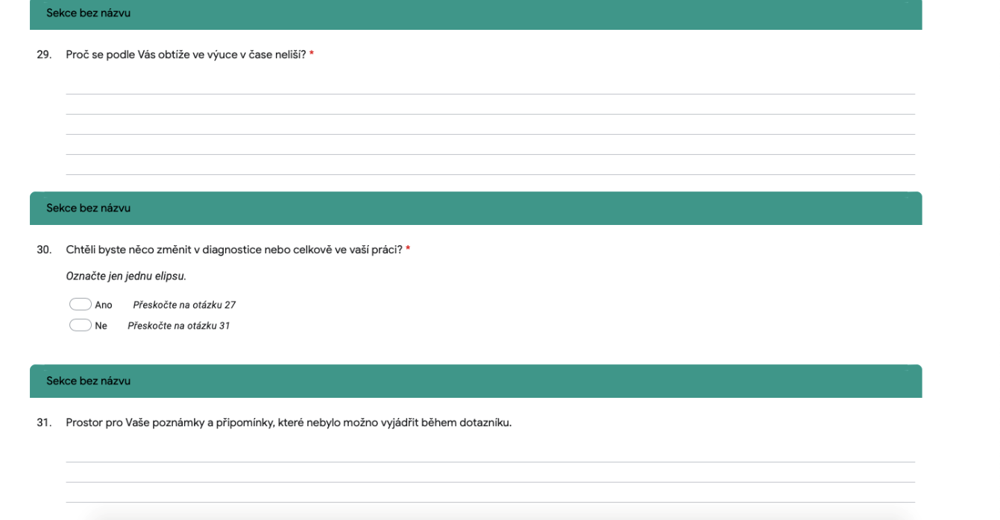 Sekce bez názvu
29. Proč se podle Vás obtíže ve výuce v čase neliší? *
Sekce bez názvu
30. Chtěli byste něco změnit v diagnostice nebo celkově ve vaší práci? *
Označte jen jednu elipsu.
Ano Přeskočte na otázku 27
Ne Přeskočte na otázku 31
Sekce bez názvu
31. Prostor pro Vaše poznámky a připomínky, které nebylo možno vyjádřit během dotazníku.